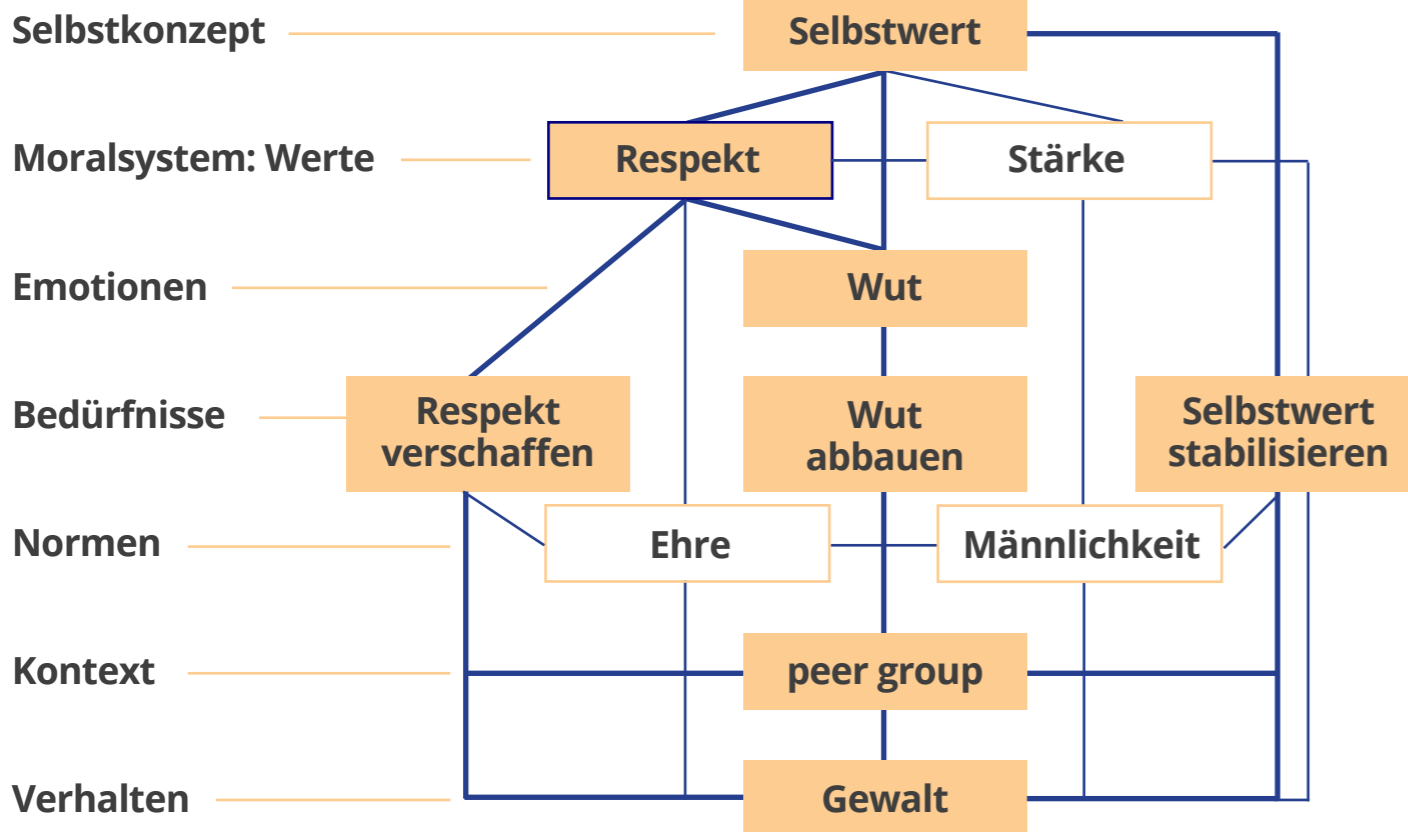 Selbstkonzept
Selbstwert
Moralsystem: Werte
Respekt
Stärke
Emotionen
Wut
Bedürfnisse
Respekt
verschaffen
Wut
abbauen
Selbstwert
stabilisieren
Normen
Ehre
Männlichkeit
Kontext
peer group
Verhalten
Gewalt